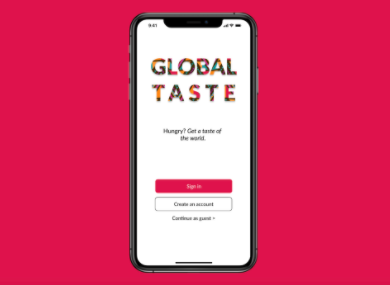 9:41
GLOBAL
TASTE
Hungry? Get a taste of
the world.
Sign in
Create an account
Continue as guest >